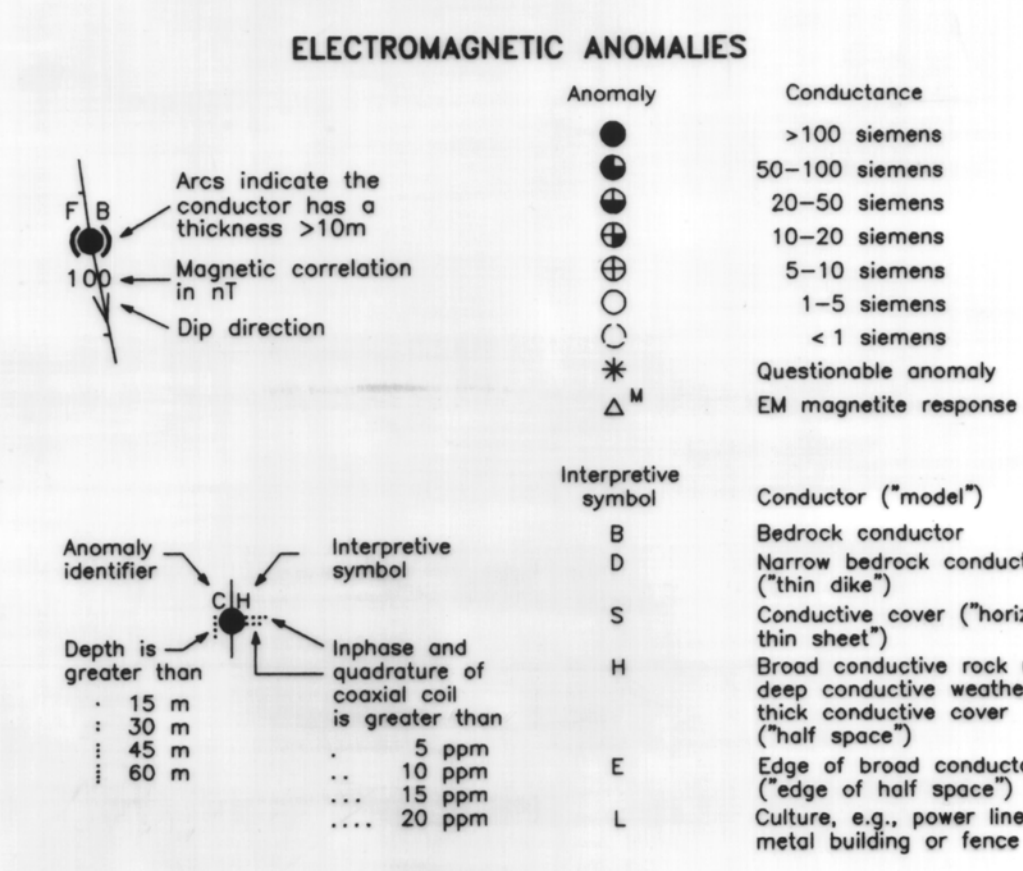 ELECTROMAGNETIC ANOMALIES
Anomaly Conductance
>100 siemens
50–100 siemens
20–50 siemens
10–20 siemens
5–10 siemens
1–5 siemens
< 1 siemens
Questionable anomaly
M EM magnetite response
F B
100
Arcs indicate the
conductor has a
thickness >10m
Magnetic correlation
in nT
Dip direction
Interpretive
symbol Conductor ("model")
B Bedrock conductor
D Narrow bedrock conduct
("thin dike")
S Conductive cover ("horiz
thin sheet")
H Broad conductive rock
deep conductive weathe
thick conductive cover
("half space")
E Edge of broad conducto
("edge of half space")
L Culture, e.g., power line
metal building or fence
Anomaly
identifier
Interpretive
symbol
C H
Depth is
greater than
15 m
30 m
45 m
60 m
Inphase and
quadrature of
coaxial coil
is greater than
. 5 ppm
.. 10 ppm
... 15 ppm
.... 20 ppm